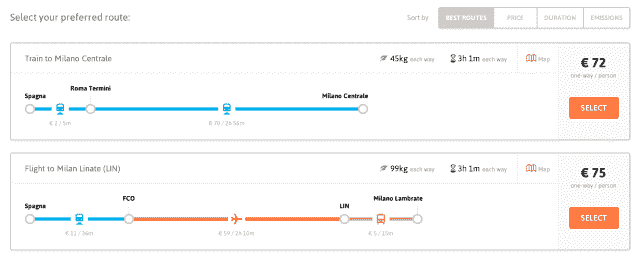 Select your preferred route:
Sort by BEST ROUTES PRICE DURATION EMISSIONS
Train to Milano Centrale 45kg each way 3h 1m each way Map
€ 72
one-way / person
SELECT
Roma Termini
Spagna Milano Centrale
€ 2 / 5m € 70 / 2h 56m
Flight to Milan Linate (LIN) 99kg each way 3h 1m each way Map
€ 75
one-way / person
SELECT
FCO Milano Lambrate
Spagna LIN
€ 11 / 36m € 59 / 2h 10m € 5 / 15m